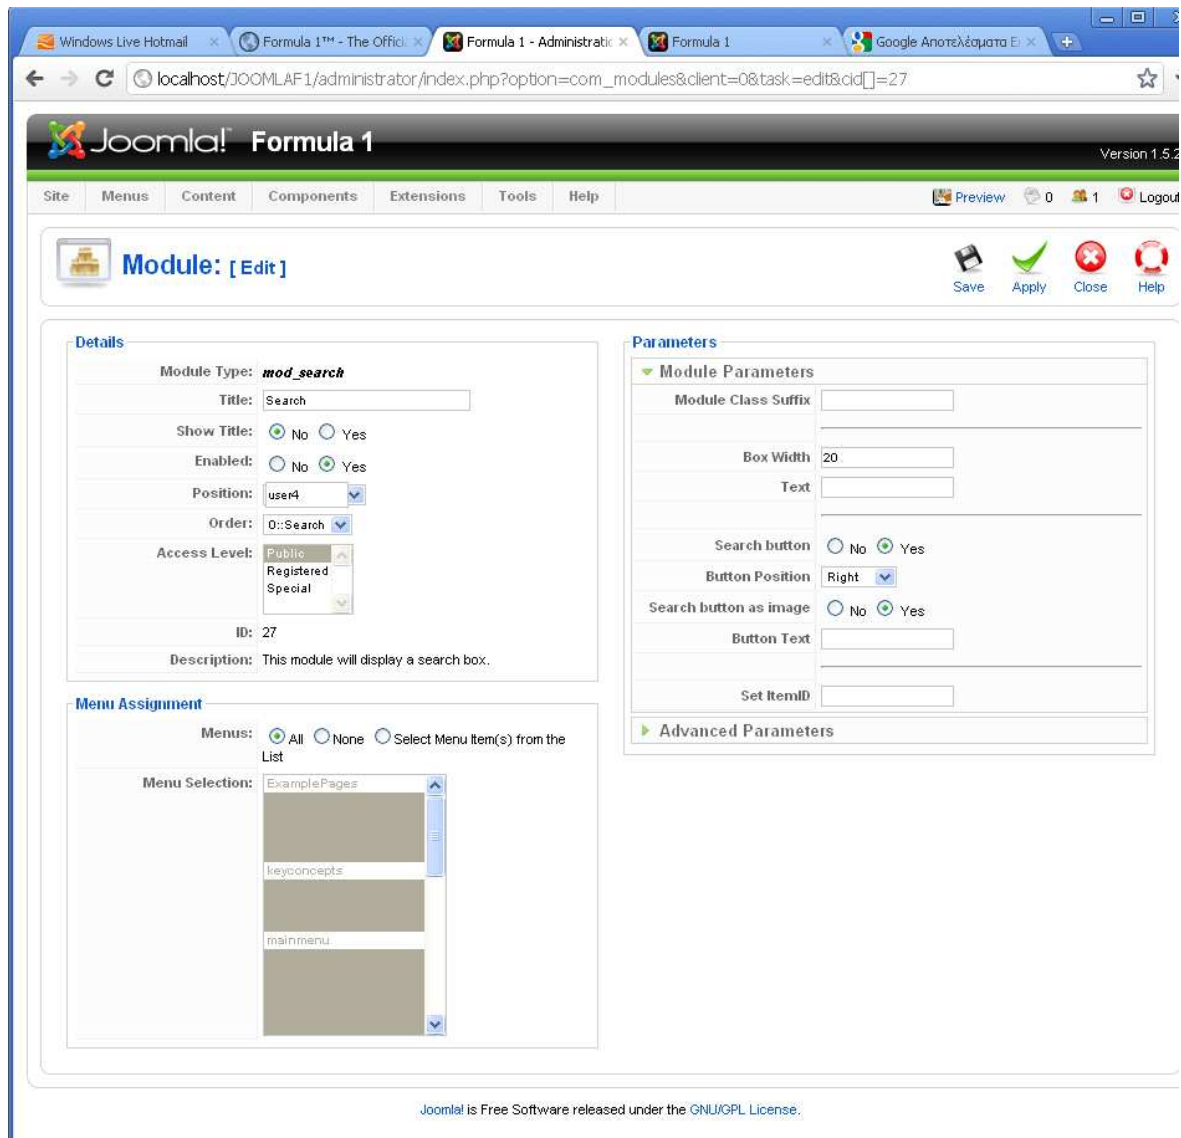 Windows Live Hotmail × Formula 1™ - The Offici × Formula 1 - Administratic × Formula 1 × Google Αποτελέσματα Ei ×
localhost/JOOMLAF1/administrator/index.php?option=com_modules&client=0&task=edit&cid[]=27
Joomla!™ Formula 1
Version 1.5.2
Site Menus Content Components Extensions Tools Help Preview 0 1 Logout
Module: [ Edit ]
Save Apply Close Help
Details
Module Type: mod_search
Title: Search
Show Title: No Yes
Enabled: No Yes
Position: user4
Order: 0::Search
Access Level: Public
Registered
Special
ID: 27
Description: This module will display a search box.
Menu Assignment
Menus: All None Select Menu Item(s) from the
List
Menu Selection: ExamplePages
keyconcepts
mainmenu
Parameters
Module Parameters
Module Class Suffix
Box Width 20
Text
Search button No Yes
Button Position Right
Search button as image No Yes
Button Text
Set ItemID
Advanced Parameters
Joomla! is Free Software released under the GNU/GPL License.